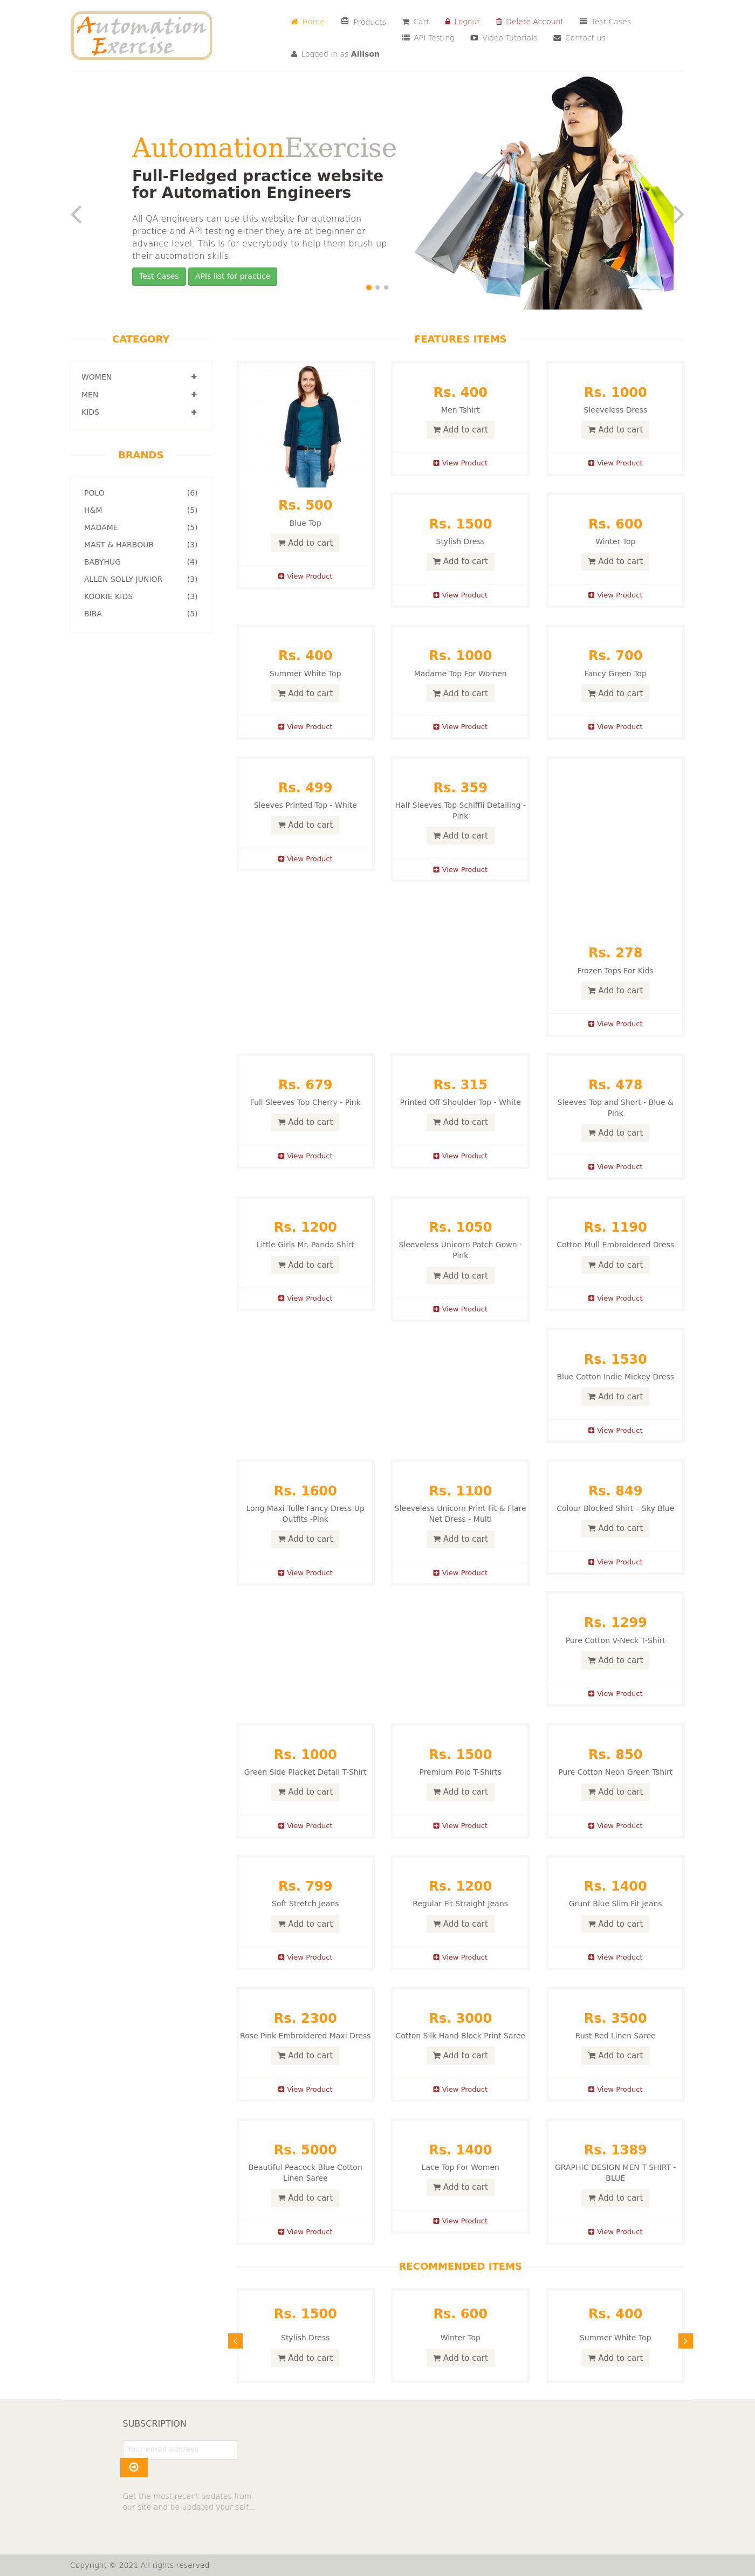 Automation
Exercise
Home
Products
Cart
Logout
Delete Account
Test Cases
API Testing
Video Tutorials
Contact us
Logged in as Allison
AutomationExercise
Full-Fledged practice website
for Automation Engineers
All QA engineers can use this website for automation
practice and API testing either they are at beginner or
advance level. This is for everybody to help them brush up
their automation skills.
Test Cases
APIs list for practice
CATEGORY
WOMEN
MEN
KIDS
BRANDS
POLO (6)
H&M (5)
MADAME (5)
MAST & HARBOUR (3)
BABYHUG (4)
ALLEN SOLLY JUNIOR (3)
KOOKIE KIDS (3)
BIBA (5)
FEATURES ITEMS
Rs. 500
Blue Top
Add to cart
View Product
Rs. 400
Men Tshirt
Add to cart
View Product
Rs. 1000
Sleeveless Dress
Add to cart
View Product
Rs. 1500
Stylish Dress
Add to cart
View Product
Rs. 600
Winter Top
Add to cart
View Product
Rs. 400
Summer White Top
Add to cart
View Product
Rs. 1000
Madame Top For Women
Add to cart
View Product
Rs. 700
Fancy Green Top
Add to cart
View Product
Rs. 499
Sleeves Printed Top - White
Add to cart
View Product
Rs. 359
Half Sleeves Top Schiffli Detailing -
Pink
Add to cart
View Product
Rs. 278
Frozen Tops For Kids
Add to cart
View Product
Rs. 679
Full Sleeves Top Cherry - Pink
Add to cart
View Product
Rs. 315
Printed Off Shoulder Top - White
Add to cart
View Product
Rs. 478
Sleeves Top and Short - Blue &
Pink
Add to cart
View Product
Rs. 1200
Little Girls Mr. Panda Shirt
Add to cart
View Product
Rs. 1050
Sleeveless Unicorn Patch Gown -
Pink
Add to cart
View Product
Rs. 1190
Cotton Mull Embroidered Dress
Add to cart
View Product
Rs. 1530
Blue Cotton Indie Mickey Dress
Add to cart
View Product
Rs. 1600
Long Maxi Tulle Fancy Dress Up
Outfits -Pink
Add to cart
View Product
Rs. 1100
Sleeveless Unicorn Print Fit & Flare
Net Dress - Multi
Add to cart
View Product
Rs. 849
Colour Blocked Shirt – Sky Blue
Add to cart
View Product
Rs. 1299
Pure Cotton V-Neck T-Shirt
Add to cart
View Product
Rs. 1000
Green Side Placket Detail T-Shirt
Add to cart
View Product
Rs. 1500
Premium Polo T-Shirts
Add to cart
View Product
Rs. 850
Pure Cotton Neon Green Tshirt
Add to cart
View Product
Rs. 799
Soft Stretch Jeans
Add to cart
View Product
Rs. 1200
Regular Fit Straight Jeans
Add to cart
View Product
Rs. 1400
Grunt Blue Slim Fit Jeans
Add to cart
View Product
Rs. 2300
Rose Pink Embroidered Maxi Dress
Add to cart
View Product
Rs. 3000
Cotton Silk Hand Block Print Saree
Add to cart
View Product
Rs. 3500
Rust Red Linen Saree
Add to cart
View Product
Rs. 5000
Beautiful Peacock Blue Cotton
Linen Saree
Add to cart
View Product
Rs. 1400
Lace Top For Women
Add to cart
View Product
Rs. 1389
GRAPHIC DESIGN MEN T SHIRT -
BLUE
Add to cart
View Product
RECOMMENDED ITEMS
Rs. 1500
Stylish Dress
Add to cart
Rs. 600
Winter Top
Add to cart
Rs. 400
Summer White Top
Add to cart
SUBSCRIPTION
Your email address
Get the most recent updates from
our site and be updated your self...
Copyright © 2021 All rights reserved